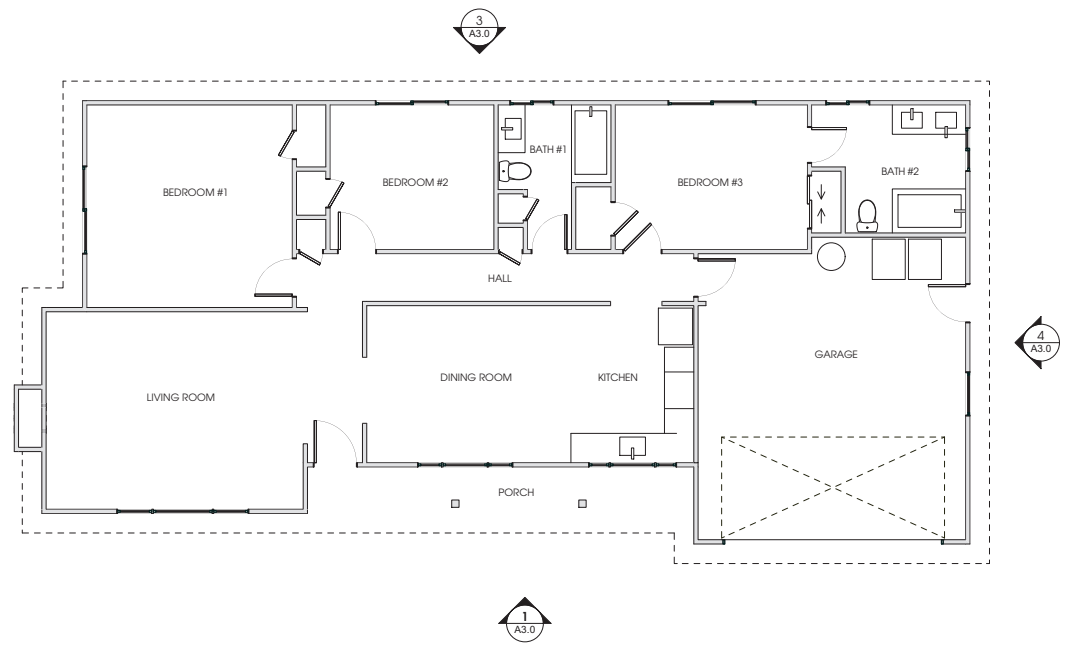 3
A3.0
BATH #1
BEDROOM #1
BEDROOM #2
BEDROOM #3
BATH #2
HALL
4
A3.0
GARAGE
DINING ROOM
KITCHEN
LIVING ROOM
PORCH
1
A3.0